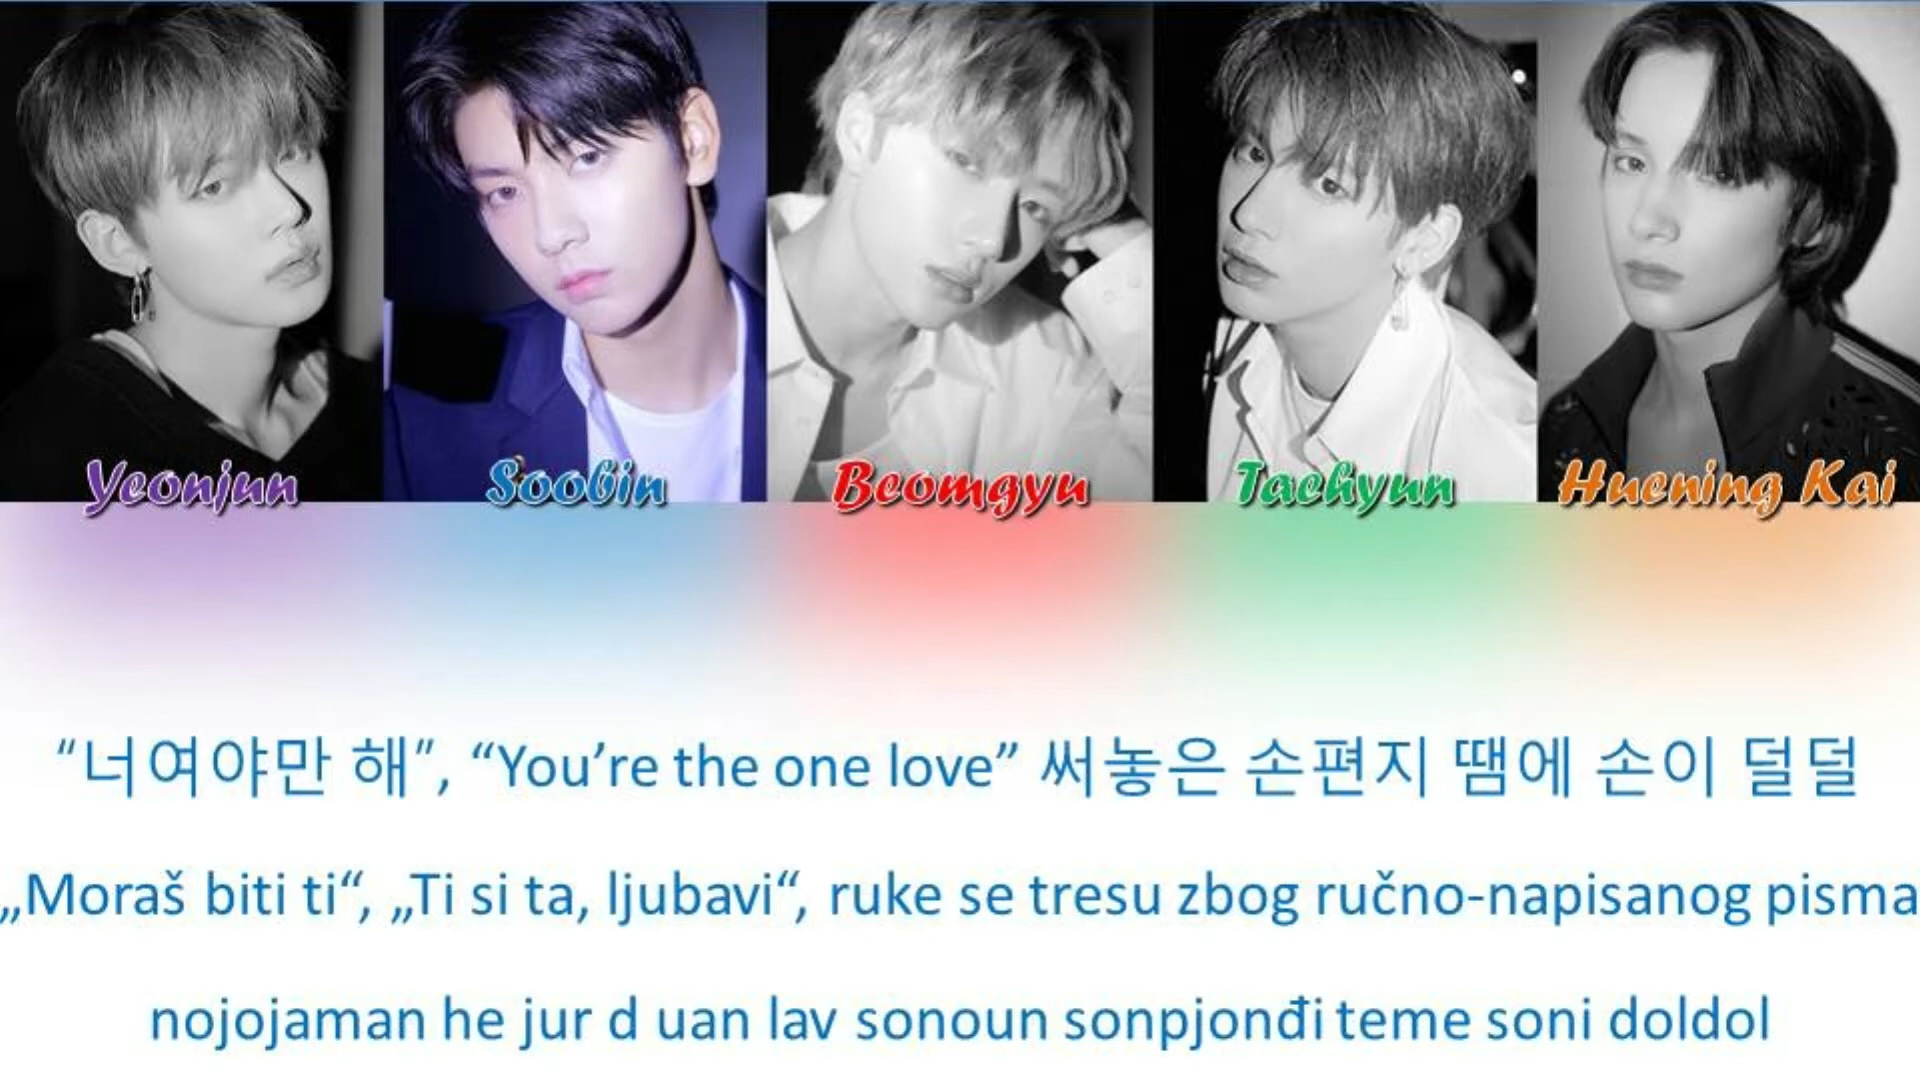 Yeonjun Soobin Beomgyu Taehyun Huening Kai
“너여야만 해”, “You’re the one love” 써놓은 손편지 땜에 손이 덜덜
„Moraš biti ti“, „Ti si ta, ljubavi“, ruke se tresu zbog ručno-napisanog pisma
nojojaman he jur d uan lav sonoun sonpjonđi teme soni doldol